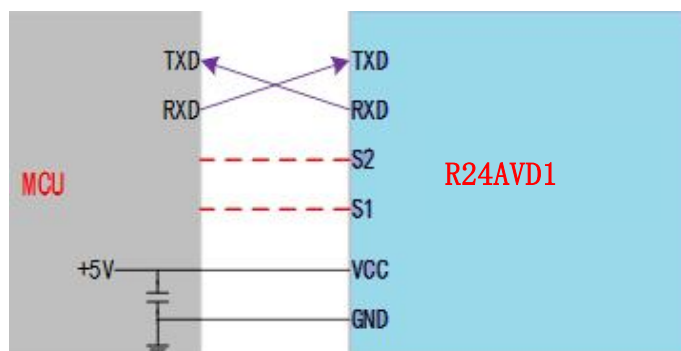 TXD TXD
RXD RXD
S2
MCU R24AVD1
S1
+5V VCC
GND